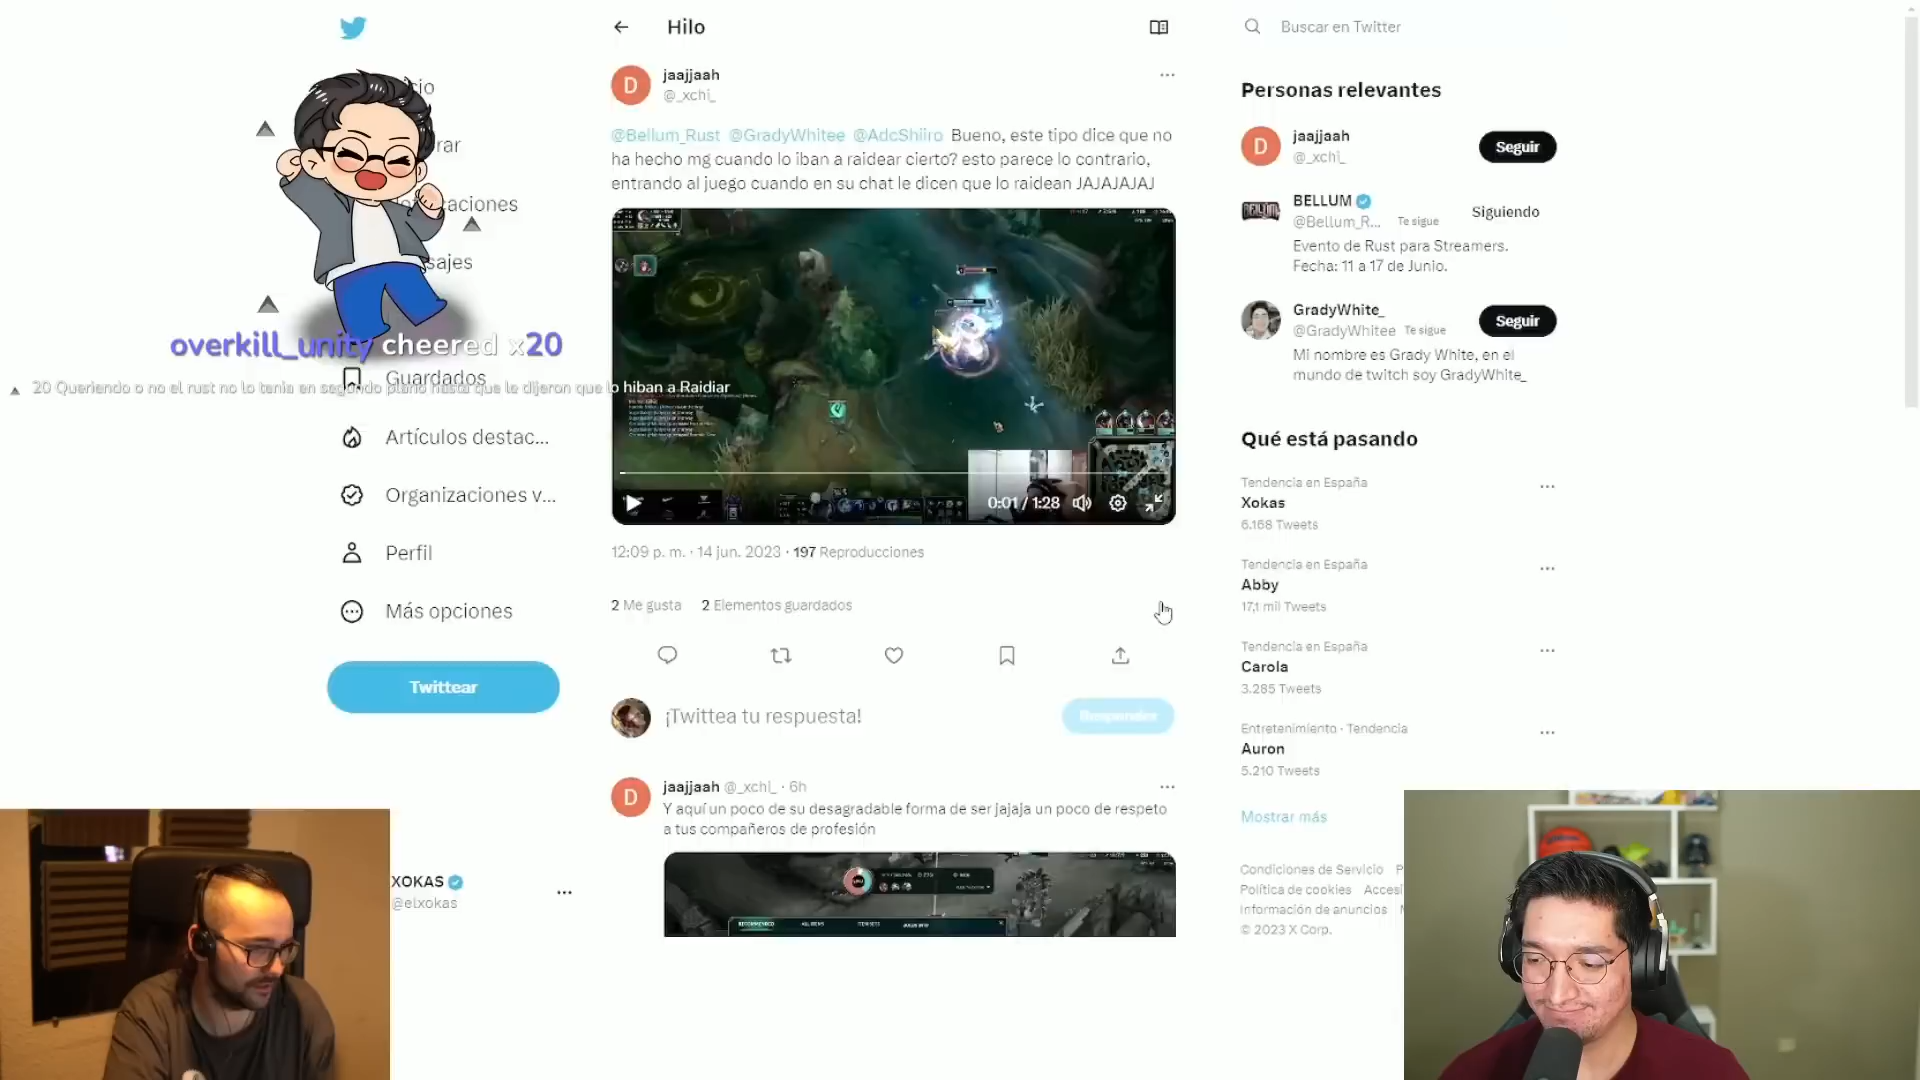 Hilo
Buscar en Twitter
jaajjaah
@_xchi_
@Bellum_Rust @GradyWhitee @AdcShiiro Bueno, este tipo dice que no
ha hecho mg cuando lo iban a raidear cierto? esto parece lo contrario,
entrando al juego cuando en su chat le dicen que lo raidean JAJAJAJAJ
overkill_unity cheered x20
20 Queriendo o no el rust no lo tenia en segundo plano hasta que le dijeron que lo hiban a Raidiar
Guardados
Artículos destac...
Organizaciones v...
Perfil
Más opciones
Twittear
XOKAS
@elxokas
0:01 / 1:28
12:09 p. m. · 14 jun. 2023 · 197 Reproducciones
2 Me gusta 2 Elementos guardados
¡Twittea tu respuesta!
Responder
jaajjaah @_xchi_ · 6h
Y aquí un poco de su desagradable forma de ser jajaja un poco de respeto
a tus compañeros de profesión
Personas relevantes
jaajjaah
@_xchi_
Seguir
BELLUM
@Bellum_R... Te sigue
Siguiendo
Evento de Rust para Streamers.
Fecha: 11 a 17 de Junio.
GradyWhite_
@GradyWhitee Te sigue
Seguir
Mi nombre es Grady White, en el
mundo de twitch soy GradyWhite_
Qué está pasando
Tendencia en España
Xokas
6.168 Tweets
Tendencia en España
Abby
17,1 mil Tweets
Tendencia en España
Carola
3.285 Tweets
Entretenimiento · Tendencia
Auron
5.210 Tweets
Mostrar más
Condiciones de Servicio
Política de cookies
Información de anuncios
© 2023 X Corp.